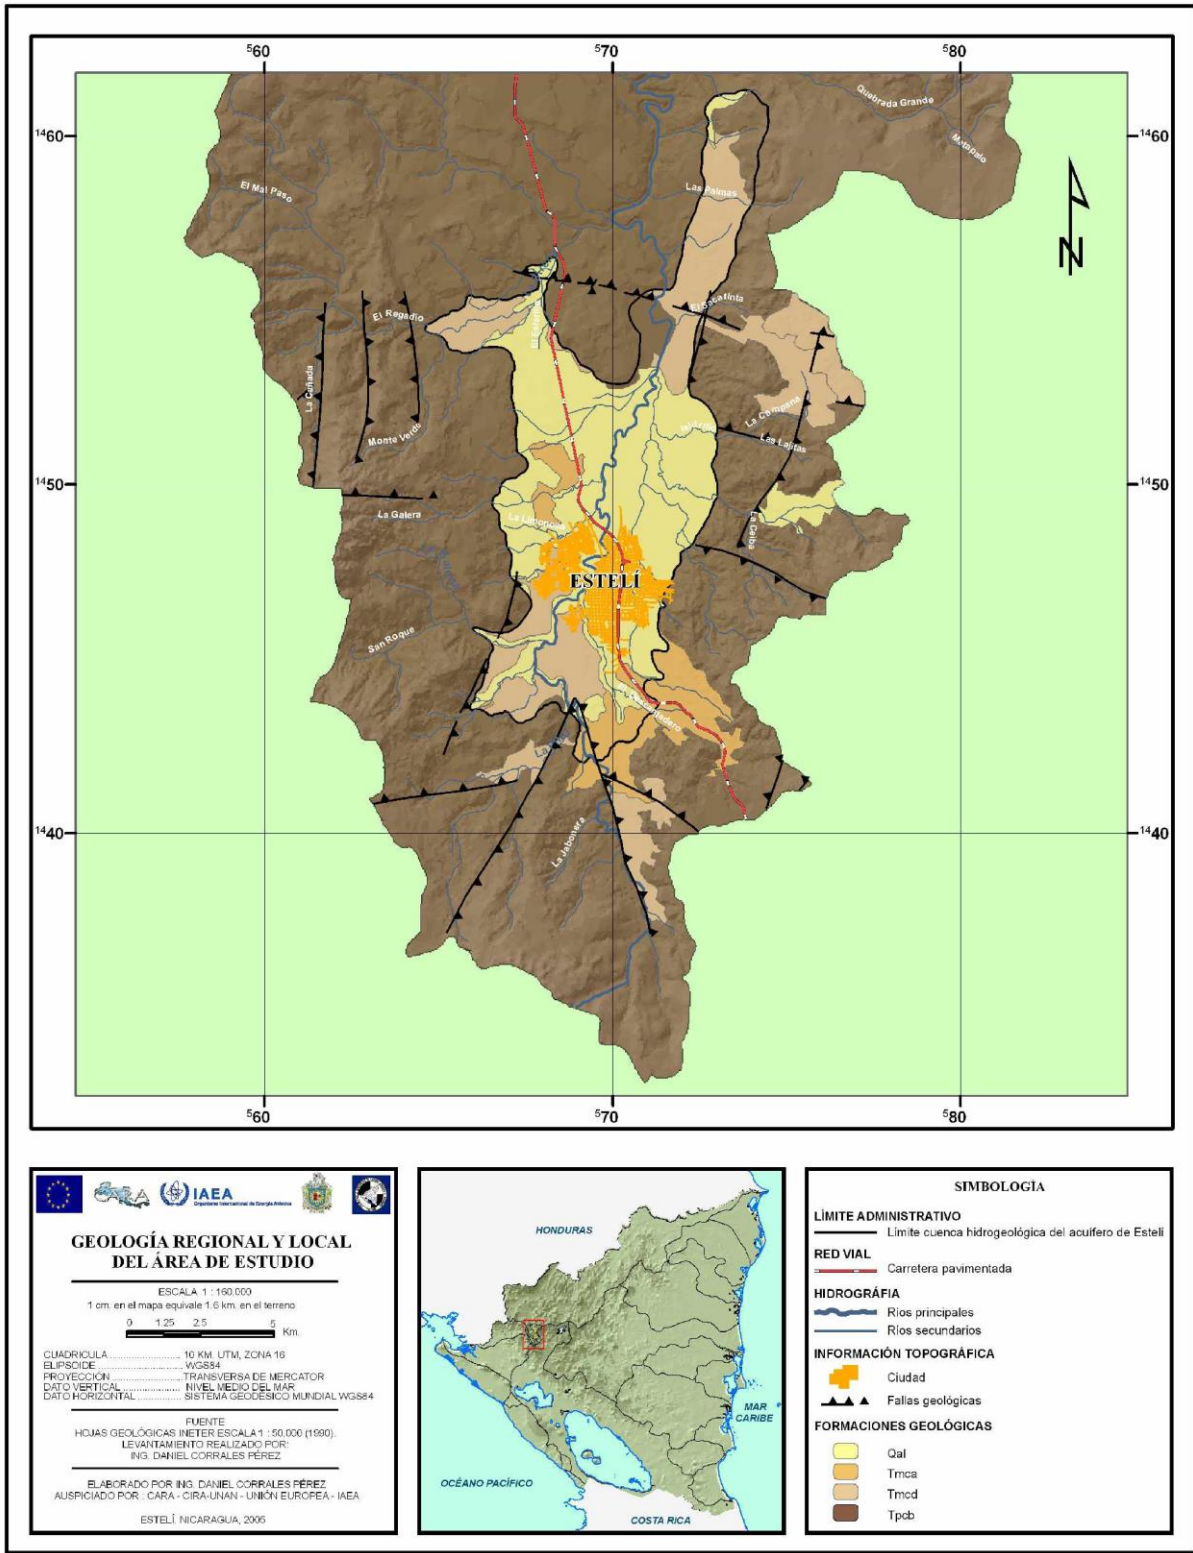 560
570
580
1460
1460
1450
1450
1440
1440
560
570
580
Quebrada Grande
Matapalo
Las Palmas
El Mal Paso
N
El Regadío
La Cañada
Monte Verde
La Campana
Las Lajitas
La Galera
La Ceiba
ESTELÍ
San Roque
La Jabonera
IAEA
Organismo Internacional de Energía Atómica
GEOLOGÍA REGIONAL Y LOCAL
DEL ÁREA DE ESTUDIO
ESCALA 1 : 160.000
1 cm. en el mapa equivale 1.6 km. en el terreno
0 1.25 2.5 5
Km.
CUADRICULA 10 KM. UTM, ZONA 16
ELIPSOIDE WGS84
PROYECCIÓN TRANSVERSA DE MERCATOR
DATO VERTICAL NIVEL MEDIO DEL MAR
DATO HORIZONTAL SISTEMA GEODÉSICO MUNDIAL WGS84
FUENTE
HOJAS GEOLÓGICAS INETER ESCALA 1 : 50,000 (1990).
LEVANTAMIENTO REALIZADO POR:
ING. DANIEL CORRALES PÉREZ
ELABORADO POR ING. DANIEL CORRALES PÉREZ
AUSPICIADO POR : CARA - CIRA-UNAN - UNIÓN EUROPEA - IAEA
ESTELÍ, NICARAGUA, 2005
HONDURAS
MAR
CARIBE
OCÉANO PACÍFICO
COSTA RICA
SIMBOLOGÍA
LÍMITE ADMINISTRATIVO
Límite cuenca hidrogeológica del acuífero de Estelí
RED VIAL
Carretera pavimentada
HIDROGRÁFIA
Ríos principales
Ríos secundarios
INFORMACIÓN TOPOGRÁFICA
Ciudad
Fallas geológicas
FORMACIONES GEOLÓGICAS
Qal
Tmca
Tmcd
Tpcb